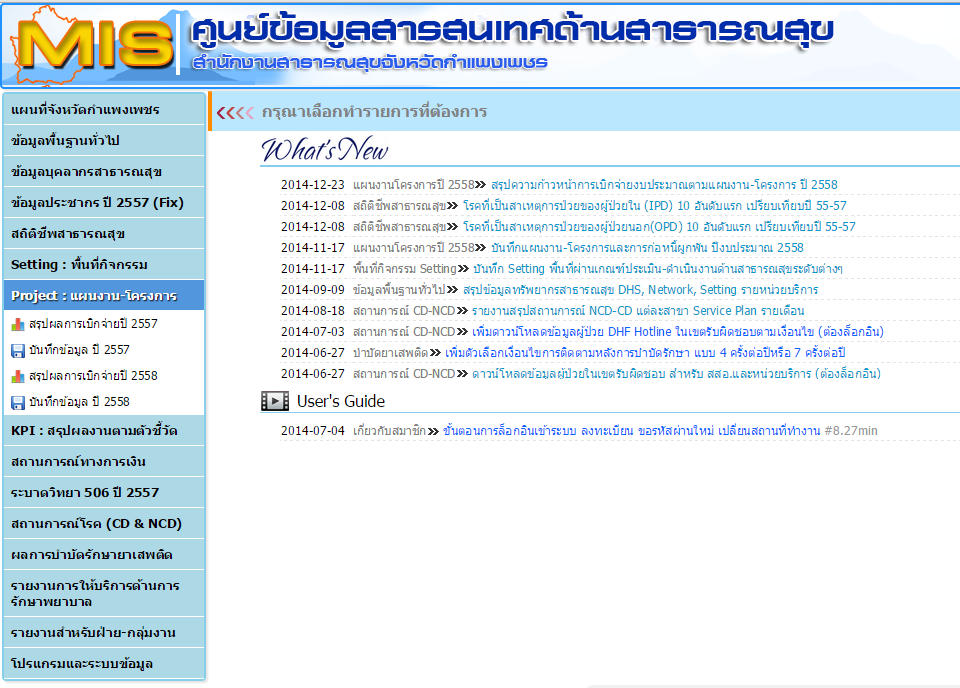 MIS ศูนย์ข้อมูลสารสนเทศด้านสาธารณสุข
สำนักงานสาธารณสุขจังหวัดกำแพงเพชร
แผนที่จังหวัดกำแพงเพชร
ข้อมูลพื้นฐานทั่วไป
ข้อมูลบุคลากรสาธารณสุข
ข้อมูลประชากร ปี 2557 (Fix)
สถิติชีพสาธารณสุข
Setting : พื้นที่กิจกรรม
Project : แผนงาน-โครงการ
สรุปผลการเบิกจ่ายปี 2557
บันทึกข้อมูล ปี 2557
สรุปผลการเบิกจ่ายปี 2558
บันทึกข้อมูล ปี 2558
KPI : สรุปผลงานตามตัวชี้วัด
สถานการณ์ทางการเงิน
ระบาดวิทยา 506 ปี 2557
สถานการณ์โรค (CD & NCD)
ผลการบำบัดรักษายาเสพติด
รายงานการให้บริการด้านการ
รักษาพยาบาล
รายงานสำหรับฝ่าย-กลุ่มงาน
โปรแกรมและระบบข้อมูล
กรุณาเลือกทำรายการที่ต้องการ
What's New
2014-12-23 แผนงานโครงการปี 2558» สรุปความก้าวหน้าการเบิกจ่ายงบประมาณตามแผนงาน-โครงการ ปี 2558
2014-12-08 สถิติชีพสาธารณสุข» โรคที่เป็นสาเหตุการป่วยของผู้ป่วยใน (IPD) 10 อันดับแรก เปรียบเทียบปี 55-57
2014-12-08 สถิติชีพสาธารณสุข» โรคที่เป็นสาเหตุการป่วยของผู้ป่วยนอก(OPD) 10 อันดับแรก เปรียบเทียบปี 55-57
2014-11-17 แผนงานโครงการปี 2558» บันทึกแผนงาน-โครงการและการก่อหนี้ผูกพัน ปีงบประมาณ 2558
2014-11-17 พื้นที่กิจกรรม Setting» บันทึก Setting พื้นที่ผ่านเกณฑ์ประเมิน-ดำเนินงานด้านสาธารณสุขระดับต่างๆ
2014-09-09 ข้อมูลพื้นฐานทั่วไป» สรุปข้อมูลทรัพยากรสาธารณสุข DHS, Network, Setting รายหน่วยบริการ
2014-08-18 สถานการณ์ CD-NCD» รายงานสรุปสถานการณ์ NCD-CD แต่ละสาขา Service Plan รายเดือน
2014-07-03 สถานการณ์ CD-NCD» เพิ่มดาวน์โหลดข้อมูลผู้ป่วย DHF Hotline ในเขตรับผิดชอบตามเงื่อนไข (ต้องล็อกอิน)
2014-06-27 บำบัดยาเสพติด» เพิ่มตัวเลือกเงื่อนไขการติดตามหลังการบำบัดรักษา แบบ 4 ครั้งต่อปีหรือ 7 ครั้งต่อปี
2014-06-27 สถานการณ์ CD-NCD» ดาวน์โหลดข้อมูลผู้ป่วยในเขตรับผิดชอบ สำหรับ สสอ.และหน่วยบริการ (ต้องล็อกอิน)
User's Guide
2014-07-04 เกี่ยวกับสมาชิก» ขั้นตอนการล็อกอินเข้าระบบ ลงทะเบียน ขอรหัสผ่านใหม่ เปลี่ยนสถานที่ทำงาน #8.27min